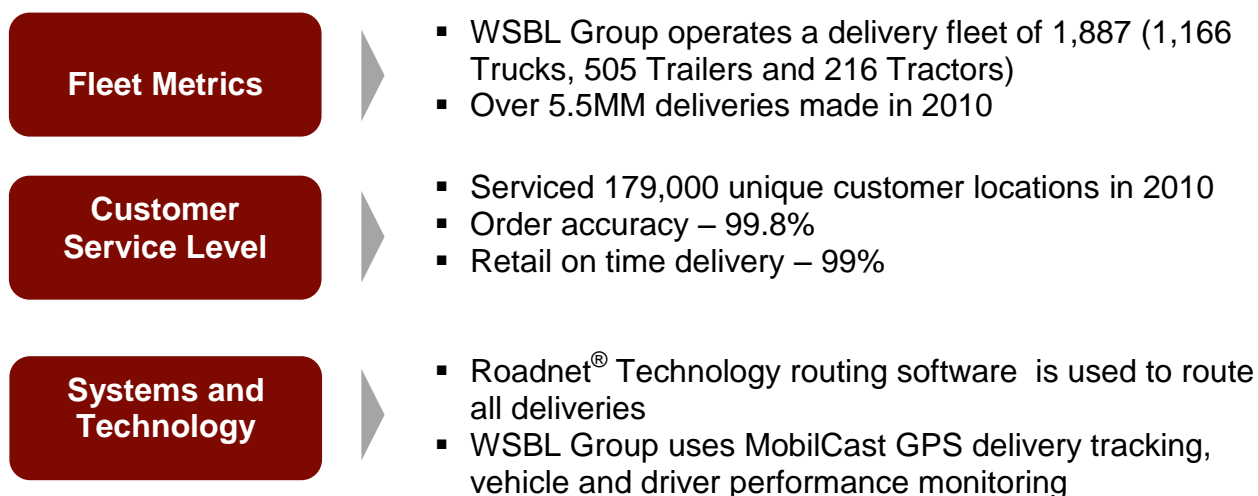 Fleet Metrics
▪ WSBL Group operates a delivery fleet of 1,887 (1,166
Trucks, 505 Trailers and 216 Tractors)
▪ Over 5.5MM deliveries made in 2010
Customer
Service Level
▪ Serviced 179,000 unique customer locations in 2010
▪ Order accuracy – 99.8%
▪ Retail on time delivery – 99%
Systems and
Technology
▪ Roadnet® Technology routing software is used to route
all deliveries
▪ WSBL Group uses MobilCast GPS delivery tracking,
vehicle and driver performance monitoring